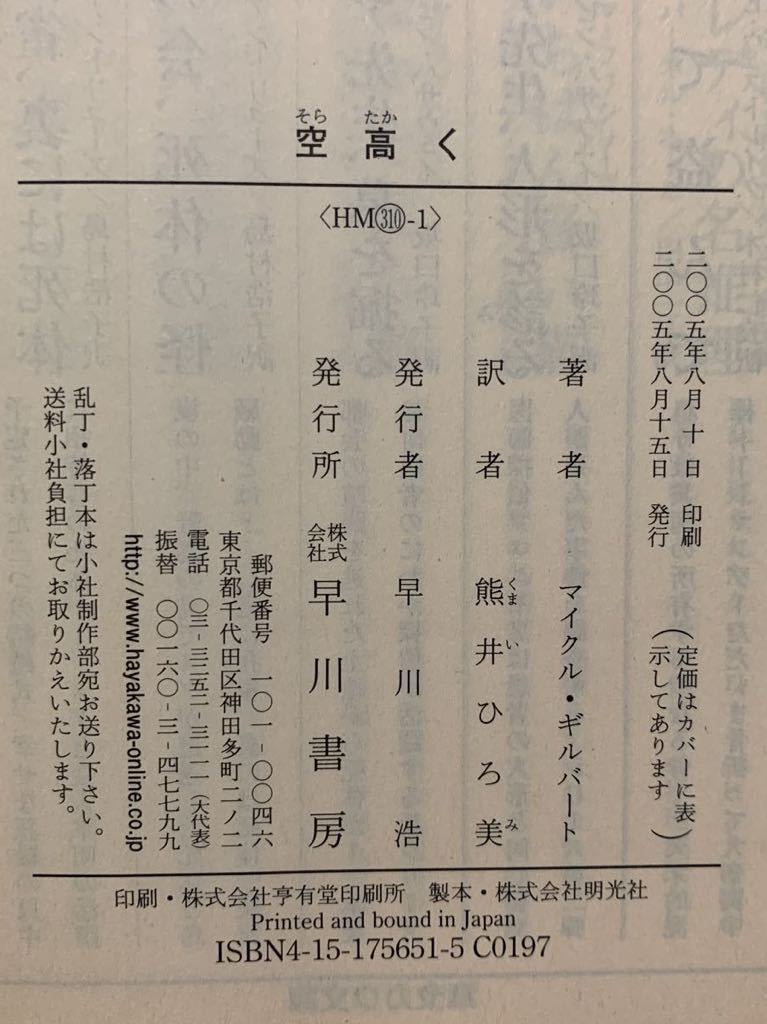 空高く
そら たか
〈HM㉚-1〉
二〇〇五年八月十日 印刷
二〇〇五年八月十五日 発行
（定価はカバーに表示してあります）
著者 マイクル・ギルバート
訳者 熊井ひろ美
くま い み
発行者 早川 浩
発行所 株式会社 早川書房
郵便番号 一〇一-〇〇四六
東京都千代田区神田多町二ノ二
電話 〇三-三二五二-三一一一（大代表）
振替 〇〇一六〇-三-四七七九九
http://www.hayakawa-online.co.jp
乱丁・落丁本は小社制作部宛お送り下さい。
送料小社負担にてお取りかえいたします。
印刷・株式会社亨有堂印刷所 製本・株式会社明光社
Printed and bound in Japan
ISBN4-15-175651-5 C0197